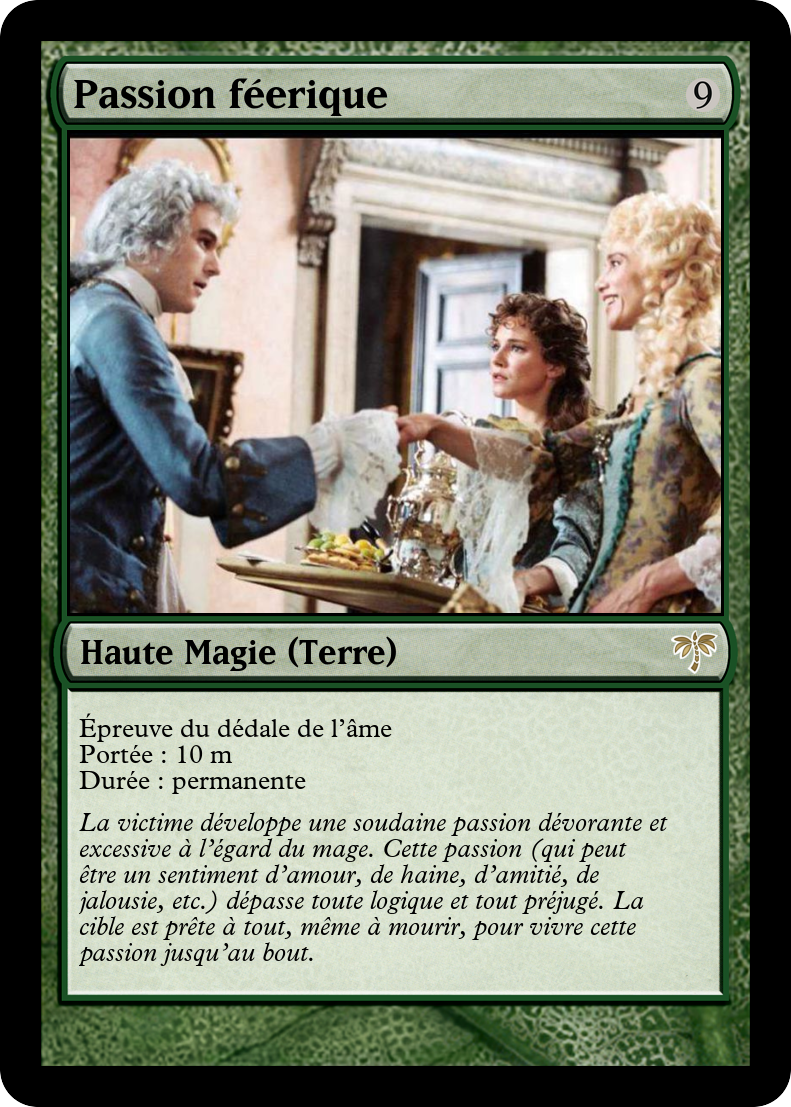 Passion féerique
9
Haute Magie (Terre)
Épreuve du dédale de l’âme
Portée : 10 m
Durée : permanente
La victime développe une soudaine passion dévorante et
excessive à l’égard du mage. Cette passion (qui peut
être un sentiment d’amour, de haine, d’amitié, de
jalousie, etc.) dépasse toute logique et tout préjugé. La
cible est prête à tout, même à mourir, pour vivre cette
passion jusqu’au bout.